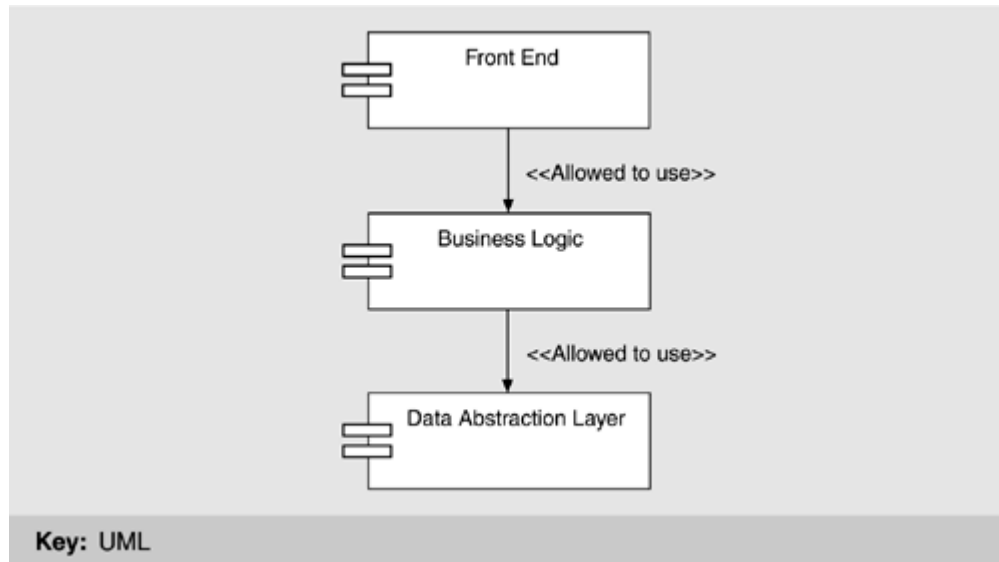 Front End
<<Allowed to use>>
Business Logic
<<Allowed to use>>
Data Abstraction Layer
Key: UML